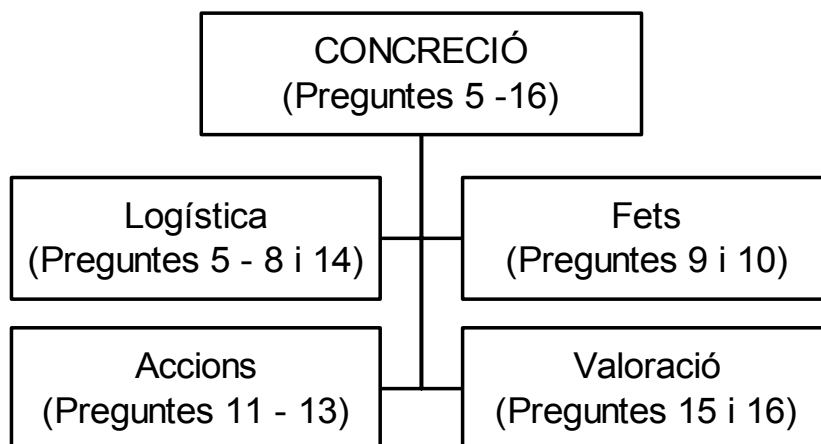 CONCRECIÓ
(Preguntes 5 -16)
Logística
(Preguntes 5 - 8 i 14)
Fets
(Preguntes 9 i 10)
Accions
(Preguntes 11 - 13)
Valoració
(Preguntes 15 i 16)